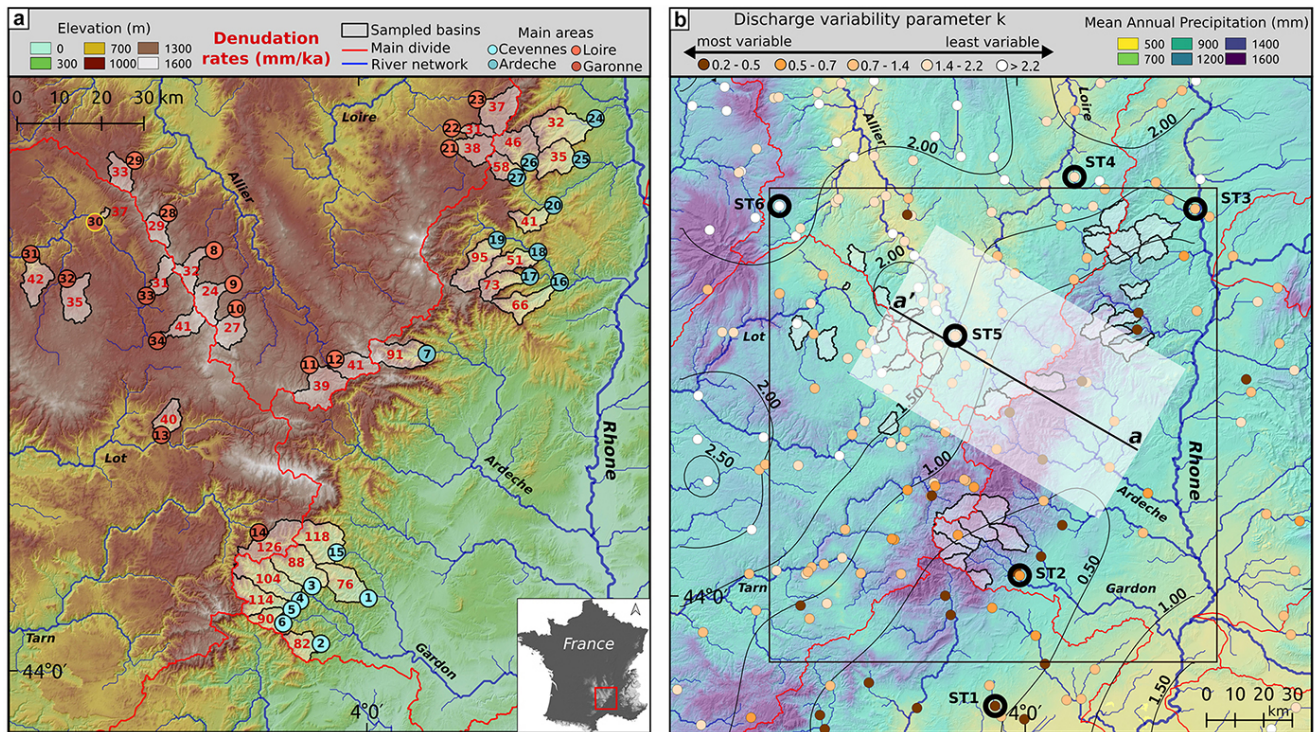 a
Elevation (m)
0
300
700
1000
1300
1600
Denudation
rates (mm/ka)
Sampled basins
Main divide
River network
Main areas
Cevennes
Ardeche
Loire
Garonne
0 10 20 30 km
Loire
Allier
Rhone
Lot
Ardeche
Tarn
Gardon
23
37
22
31
21
38
46
32
24
58
26
35
25
27
29
33
37
30
28
29
20
41
31
42
32
35
8
32
31
33
9
32
24
10
27
41
34
19
95
51
18
17
73
16
66
11
12
41
91
7
39
40
13
14
118
126
88
15
104
3
76
1
114
4
5
6
90
82
2
44°0′
4°0′
France
b
Discharge variability parameter k
most variable
least variable
0.2 - 0.5
0.5 - 0.7
0.7 - 1.4
1.4 - 2.2
> 2.2
Mean Annual Precipitation (mm)
500
700
900
1200
1400
1600
Allier
Loire
2.00
2.00
ST4
ST6
ST3
2.00
a′
ST5
Lot
2.00
1.50
a
Rhone
2.50
1.00
Ardeche
0.50
ST2
Tarn
44°0′
Gardon
1.00
1.50
ST1
4°0′
0 10 20 30
km